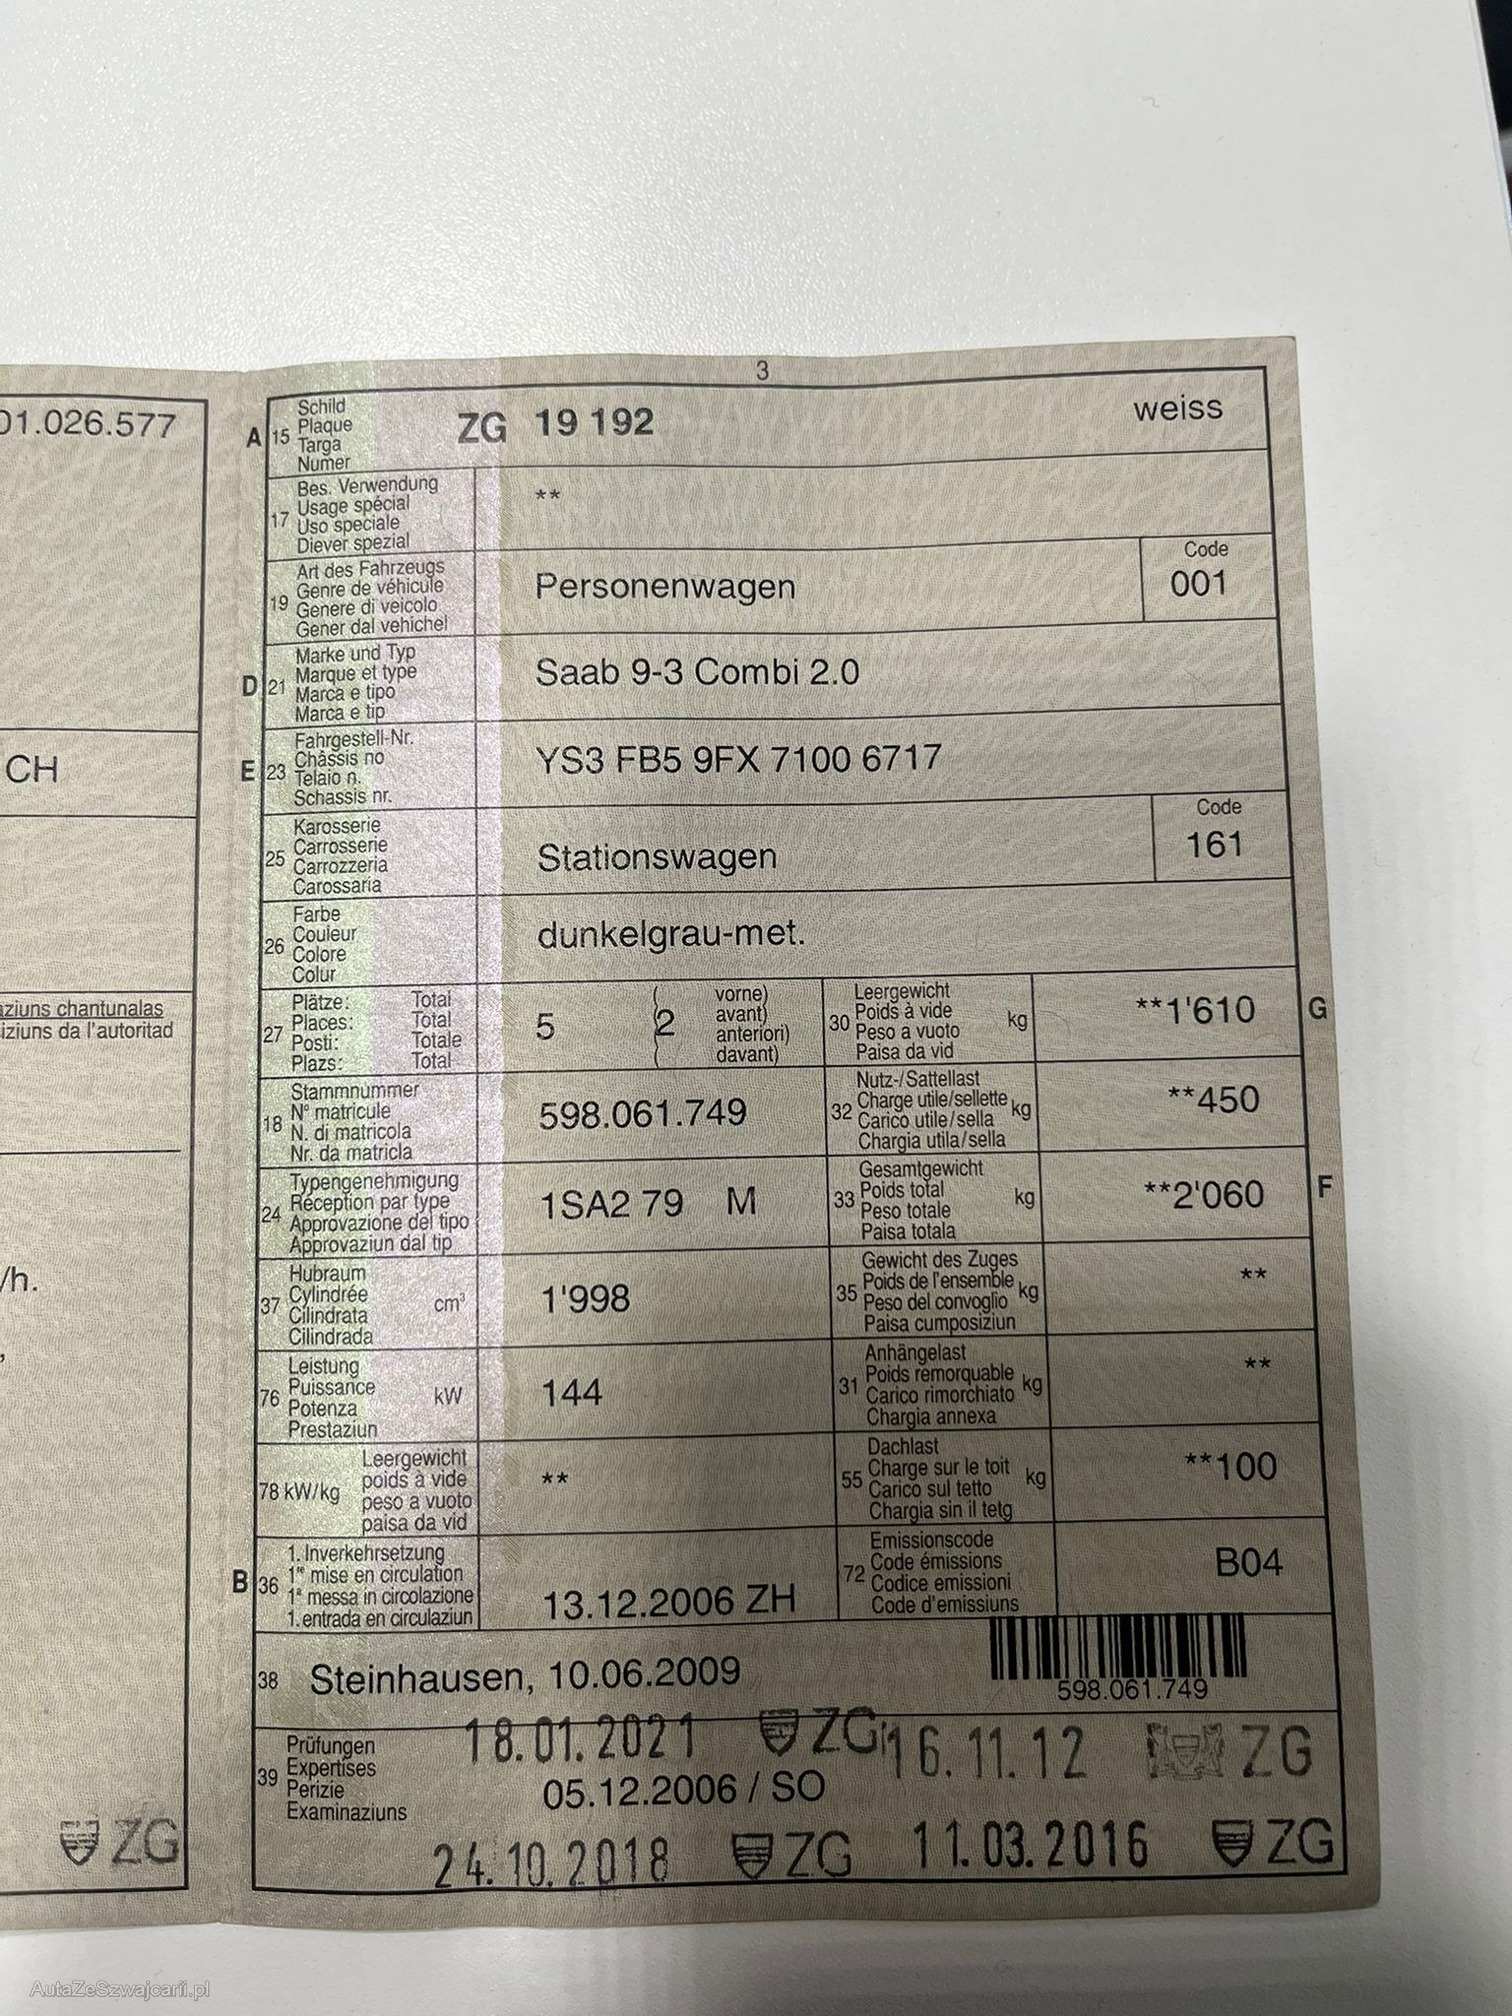 3
01.026.577
CH
aziuns chantunalas
iziuns da l'autoritad
/h.
,
ZG
A 15 Schild
Plaque
Targa
Numer
ZG 19 192 weiss
17 Bes. Verwendung
Usage spécial
Uso speciale
Diever spezial
**
19 Art des Fahrzeugs
Genre de véhicule
Genere di veicolo
Gener dal vehichel
Personenwagen
Code
001
D 21 Marke und Typ
Marque et type
Marca e tipo
Marca e tip
Saab 9-3 Combi 2.0
E 23 Fahrgestell-Nr.
Châssis no
Telaio n.
Schassis nr.
YS3 FB5 9FX 7100 6717
25 Karosserie
Carrosserie
Carrozzeria
Carossaria
Stationswagen
Code
161
26 Farbe
Couleur
Colore
Colur
dunkelgrau-met.
27 Plätze: Total
Places: Total
Posti: Totale
Plazs: Total
5 ( 2 vorne)
avant)
anteriori)
davant)
30 Leergewicht
Poids à vide
Peso a vuoto
Paisa da vid
kg **1'610 G
18 Stammnummer
N° matricule
N. di matricola
Nr. da matricla
598.061.749
32 Nutz-/Sattellast
Charge utile/sellette
Carico utile/sella
Chargia utila/sella
kg **450
24 Typengenehmigung
Réception par type
Approvazione del tipo
Approvaziun dal tip
1SA2 79 M
33 Gesamtgewicht
Poids total
Peso totale
Paisa totala
kg **2'060 F
37 Hubraum
Cylindrée
Cilindrata
Cilindrada
cm³ 1'998
35 Gewicht des Zuges
Poids de l'ensemble
Peso del convoglio
Paisa cumposiziun
kg **
76 Leistung
Puissance
Potenza
Prestaziun
kW 144
31 Anhängelast
Poids remorquable
Carico rimorchiato
Chargia annexa
kg **
78 kW/kg Leergewicht
poids à vide
peso a vuoto
paisa da vid
**
55 Dachlast
Charge sur le toit
Carico sul tetto
Chargia sin il tetg
kg **100
B 36 1. Inverkehrsetzung
1re mise en circulation
1a messa in circolazione
1. entrada en circulaziun
13.12.2006 ZH
72 Emissionscode
Code émissions
Codice emissioni
Code d'emissiuns
B04
38 Steinhausen, 10.06.2009
598.061.749
39 Prüfungen
Expertises
Perizie
Examinaziuns
18.01.2021 ZG 16.11.12 ZG
05.12.2006 / SO
24.10.2018 ZG 11.03.2016 ZG
AutaZeSzwajcarii.pl